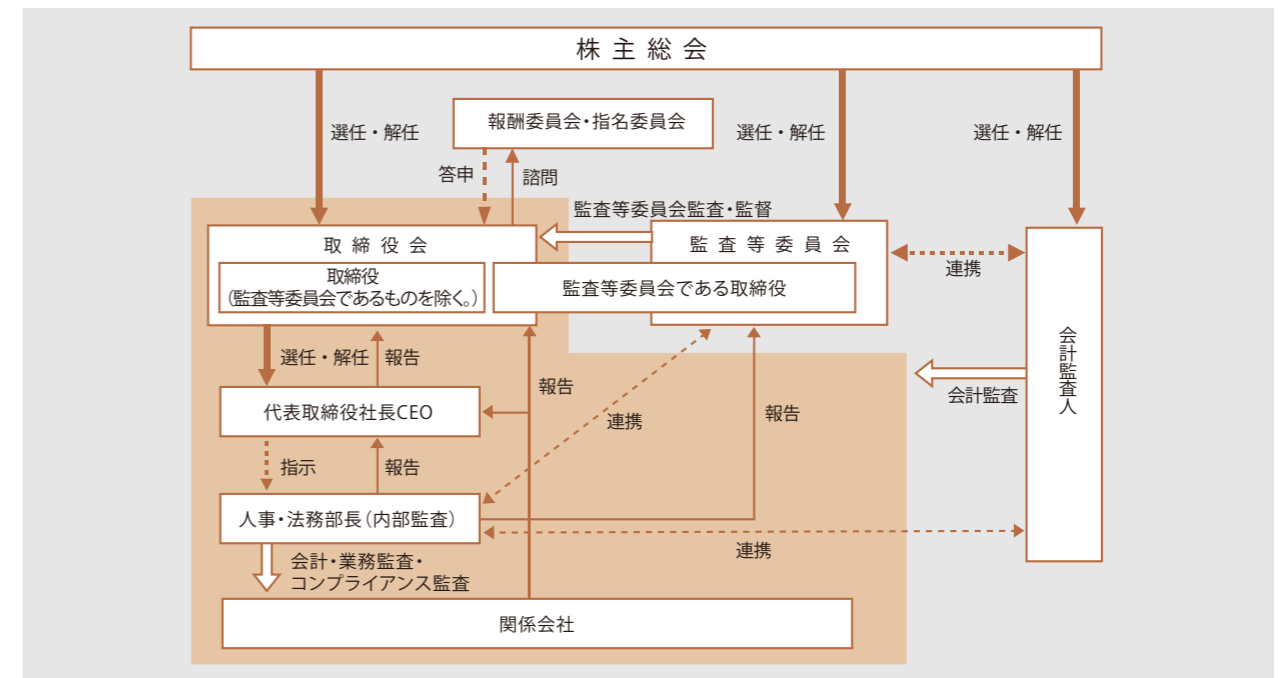 株主総会
選任・解任
報酬委員会・指名委員会
選任・解任
選任・解任
答申
諮問
監査等委員会監査・監督
取締役会
監査等委員会
連携
取締役
（監査等委員会であるものを除く。）
監査等委員会である取締役
会計監査人
選任・解任
報告
報告
会計監査
代表取締役社長CEO
連携
報告
指示
報告
人事・法務部長（内部監査）
連携
会計・業務監査・
コンプライアンス監査
関係会社